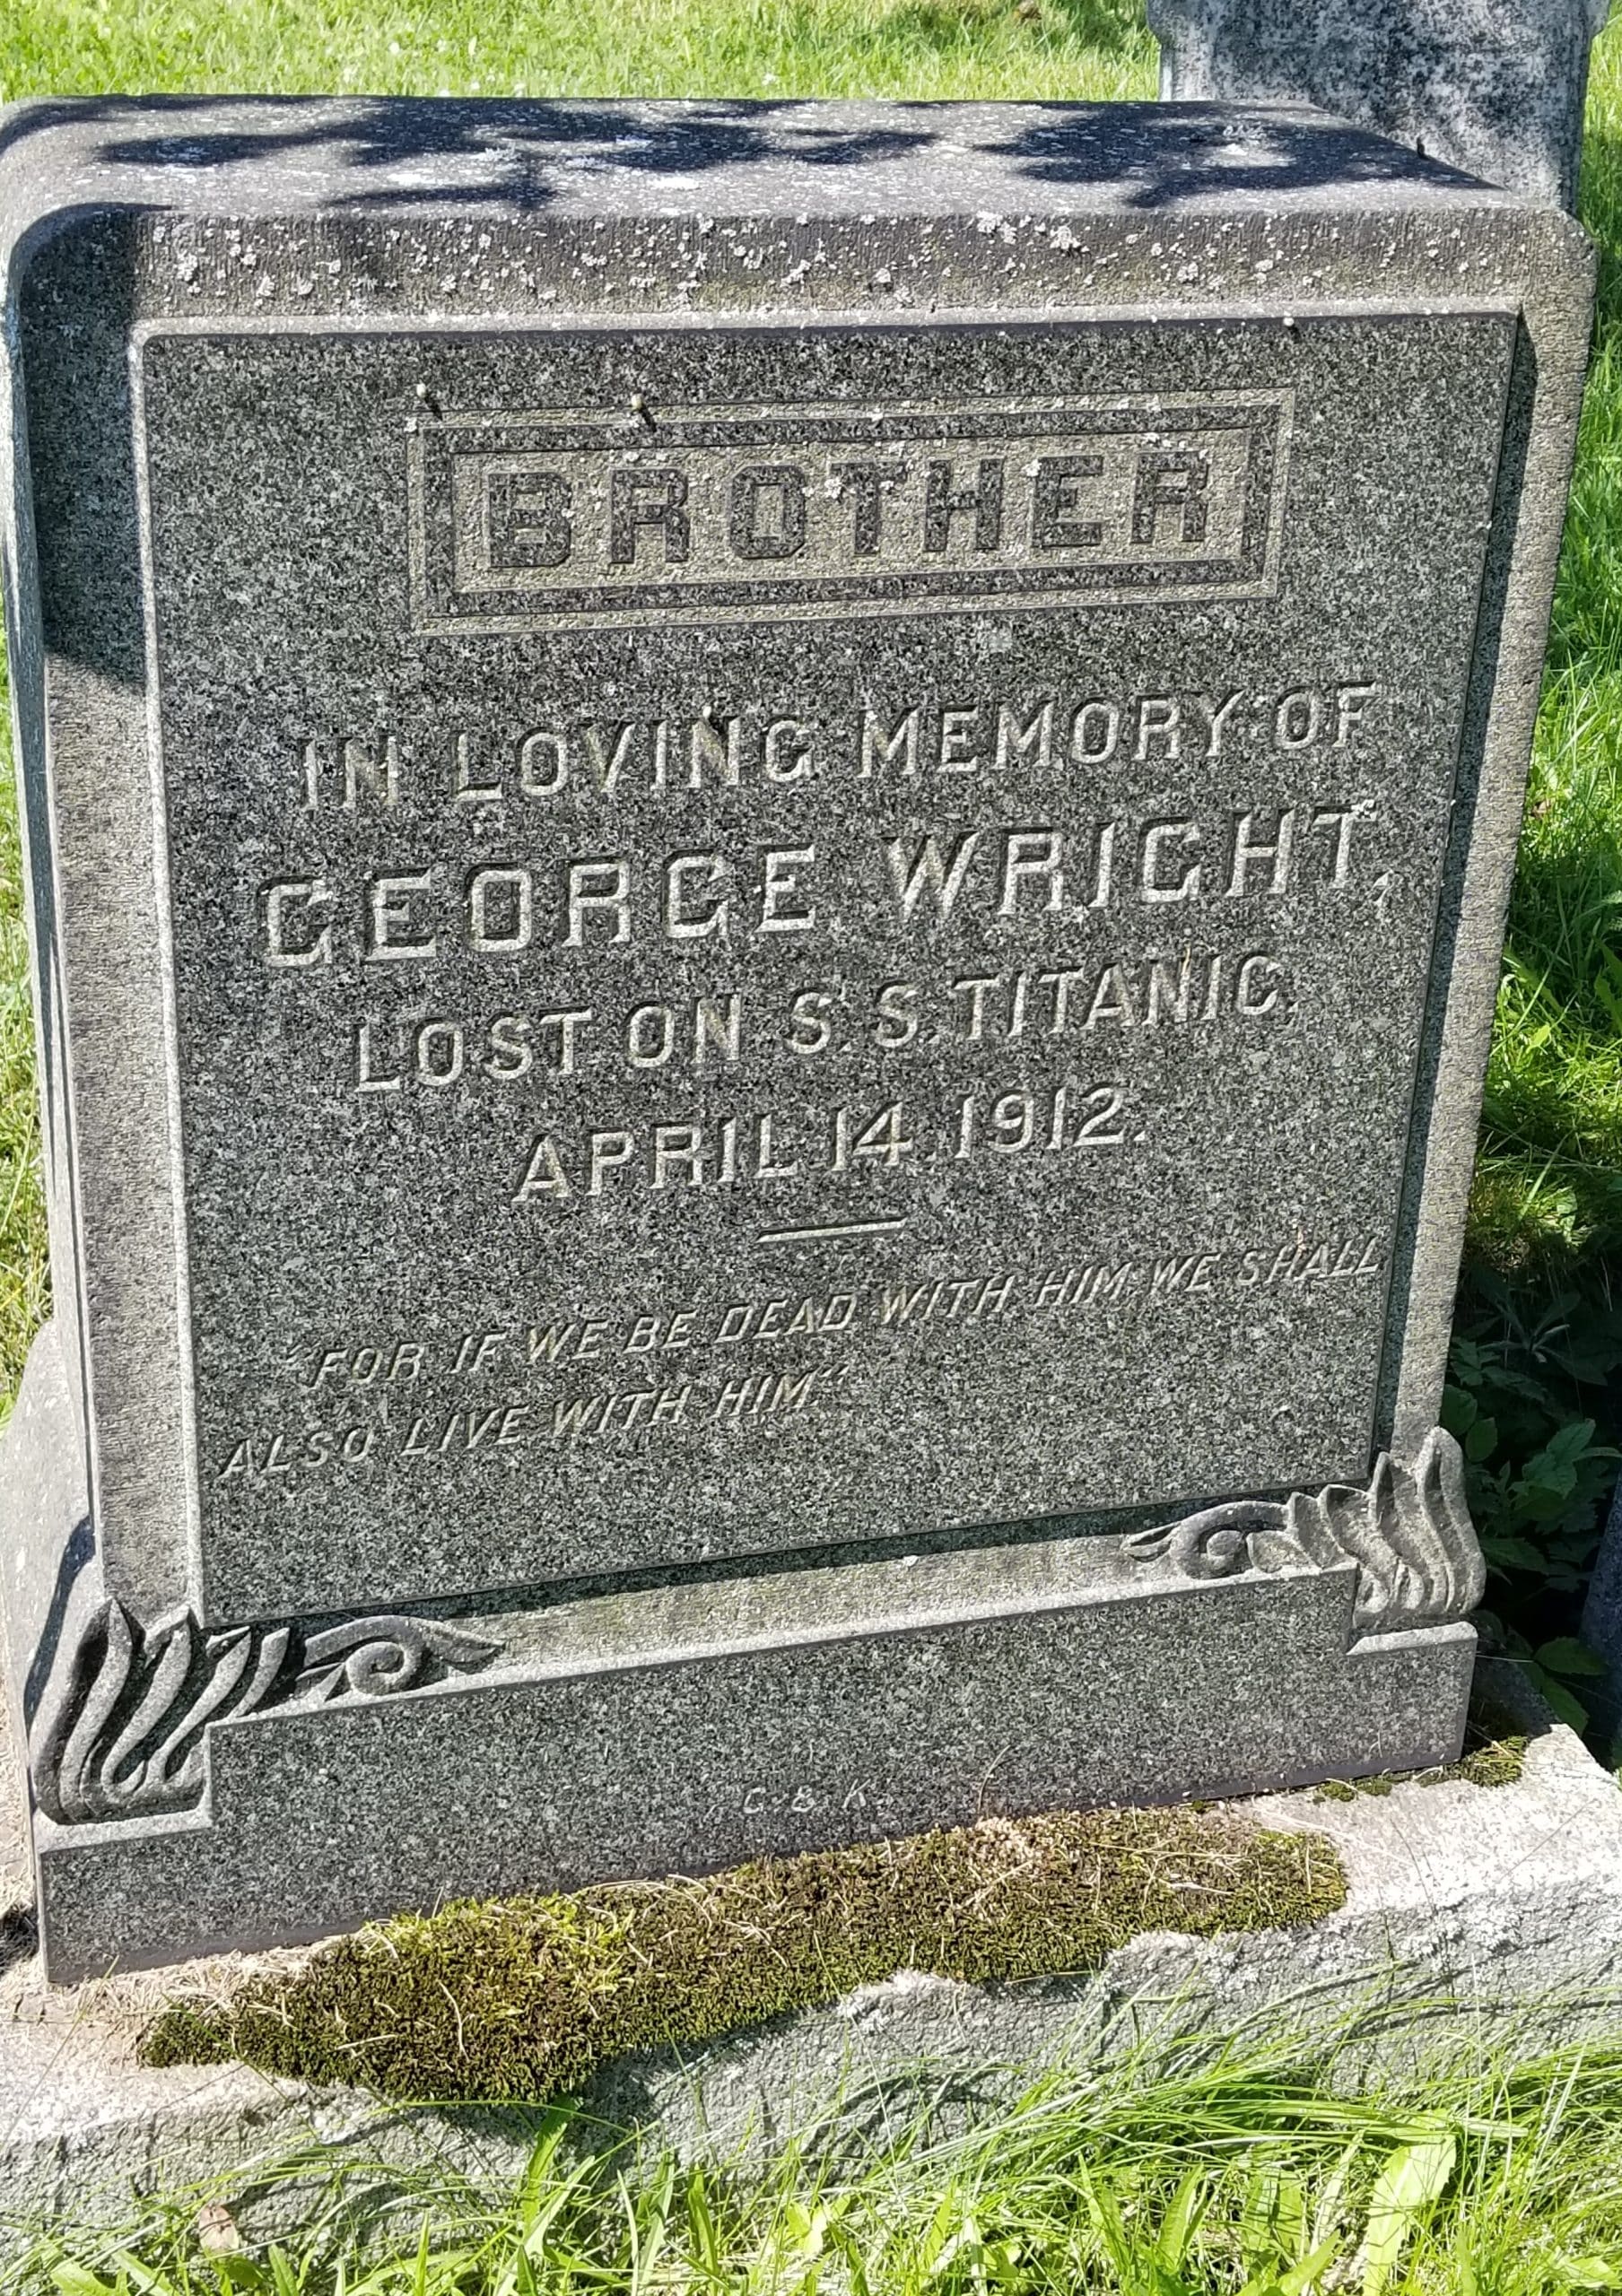 BROTHER
IN LOVING MEMORY OF
GEORGE WRIGHT,
LOST ON S.S. TITANIC.
APRIL 14. 1912.
"FOR IF WE BE DEAD WITH HIM WE SHALL
ALSO LIVE WITH HIM"
G. & K.